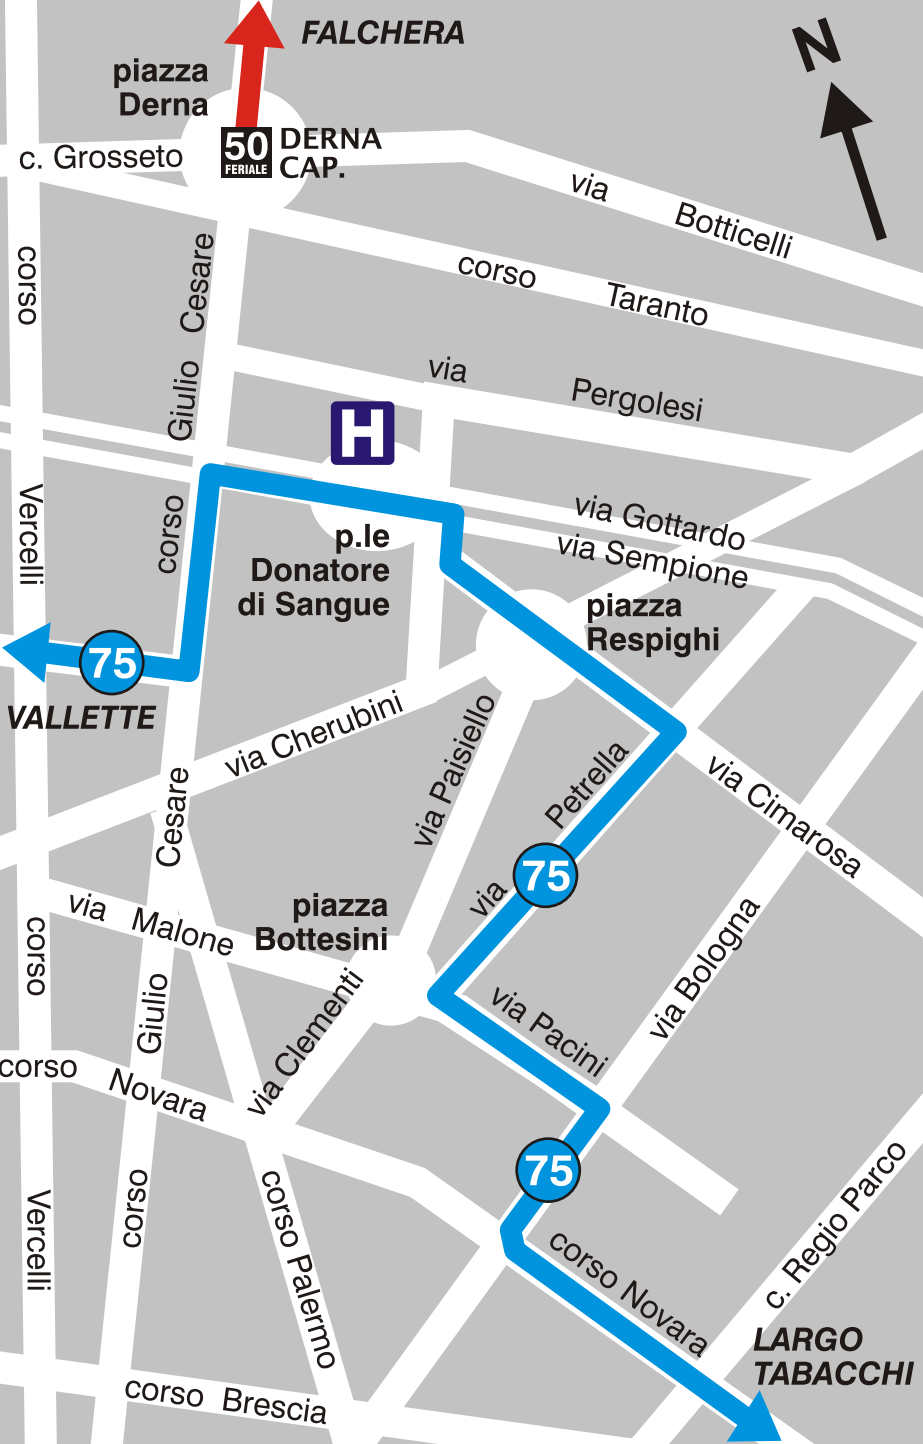 FALCHERA
N
piazza
Derna
50
FERIALE
DERNA
CAP.
c. Grosseto
via Botticelli
corso Taranto
corso Vercelli
corso Giulio Cesare
via Pergolesi
H
via Gottardo
via Sempione
p.le
Donatore
di Sangue
piazza
Respighi
75
VALLETTE
via Cherubini
via Paisiello
via Petrella
75
via Cimarosa
via Malone
piazza
Bottesini
via Clementi
via Pacini
via Bologna
corso Vercelli
corso Giulio Cesare
corso Novara
75
corso Palermo
corso Novara
c. Regio Parco
LARGO
TABACCHI
corso Brescia